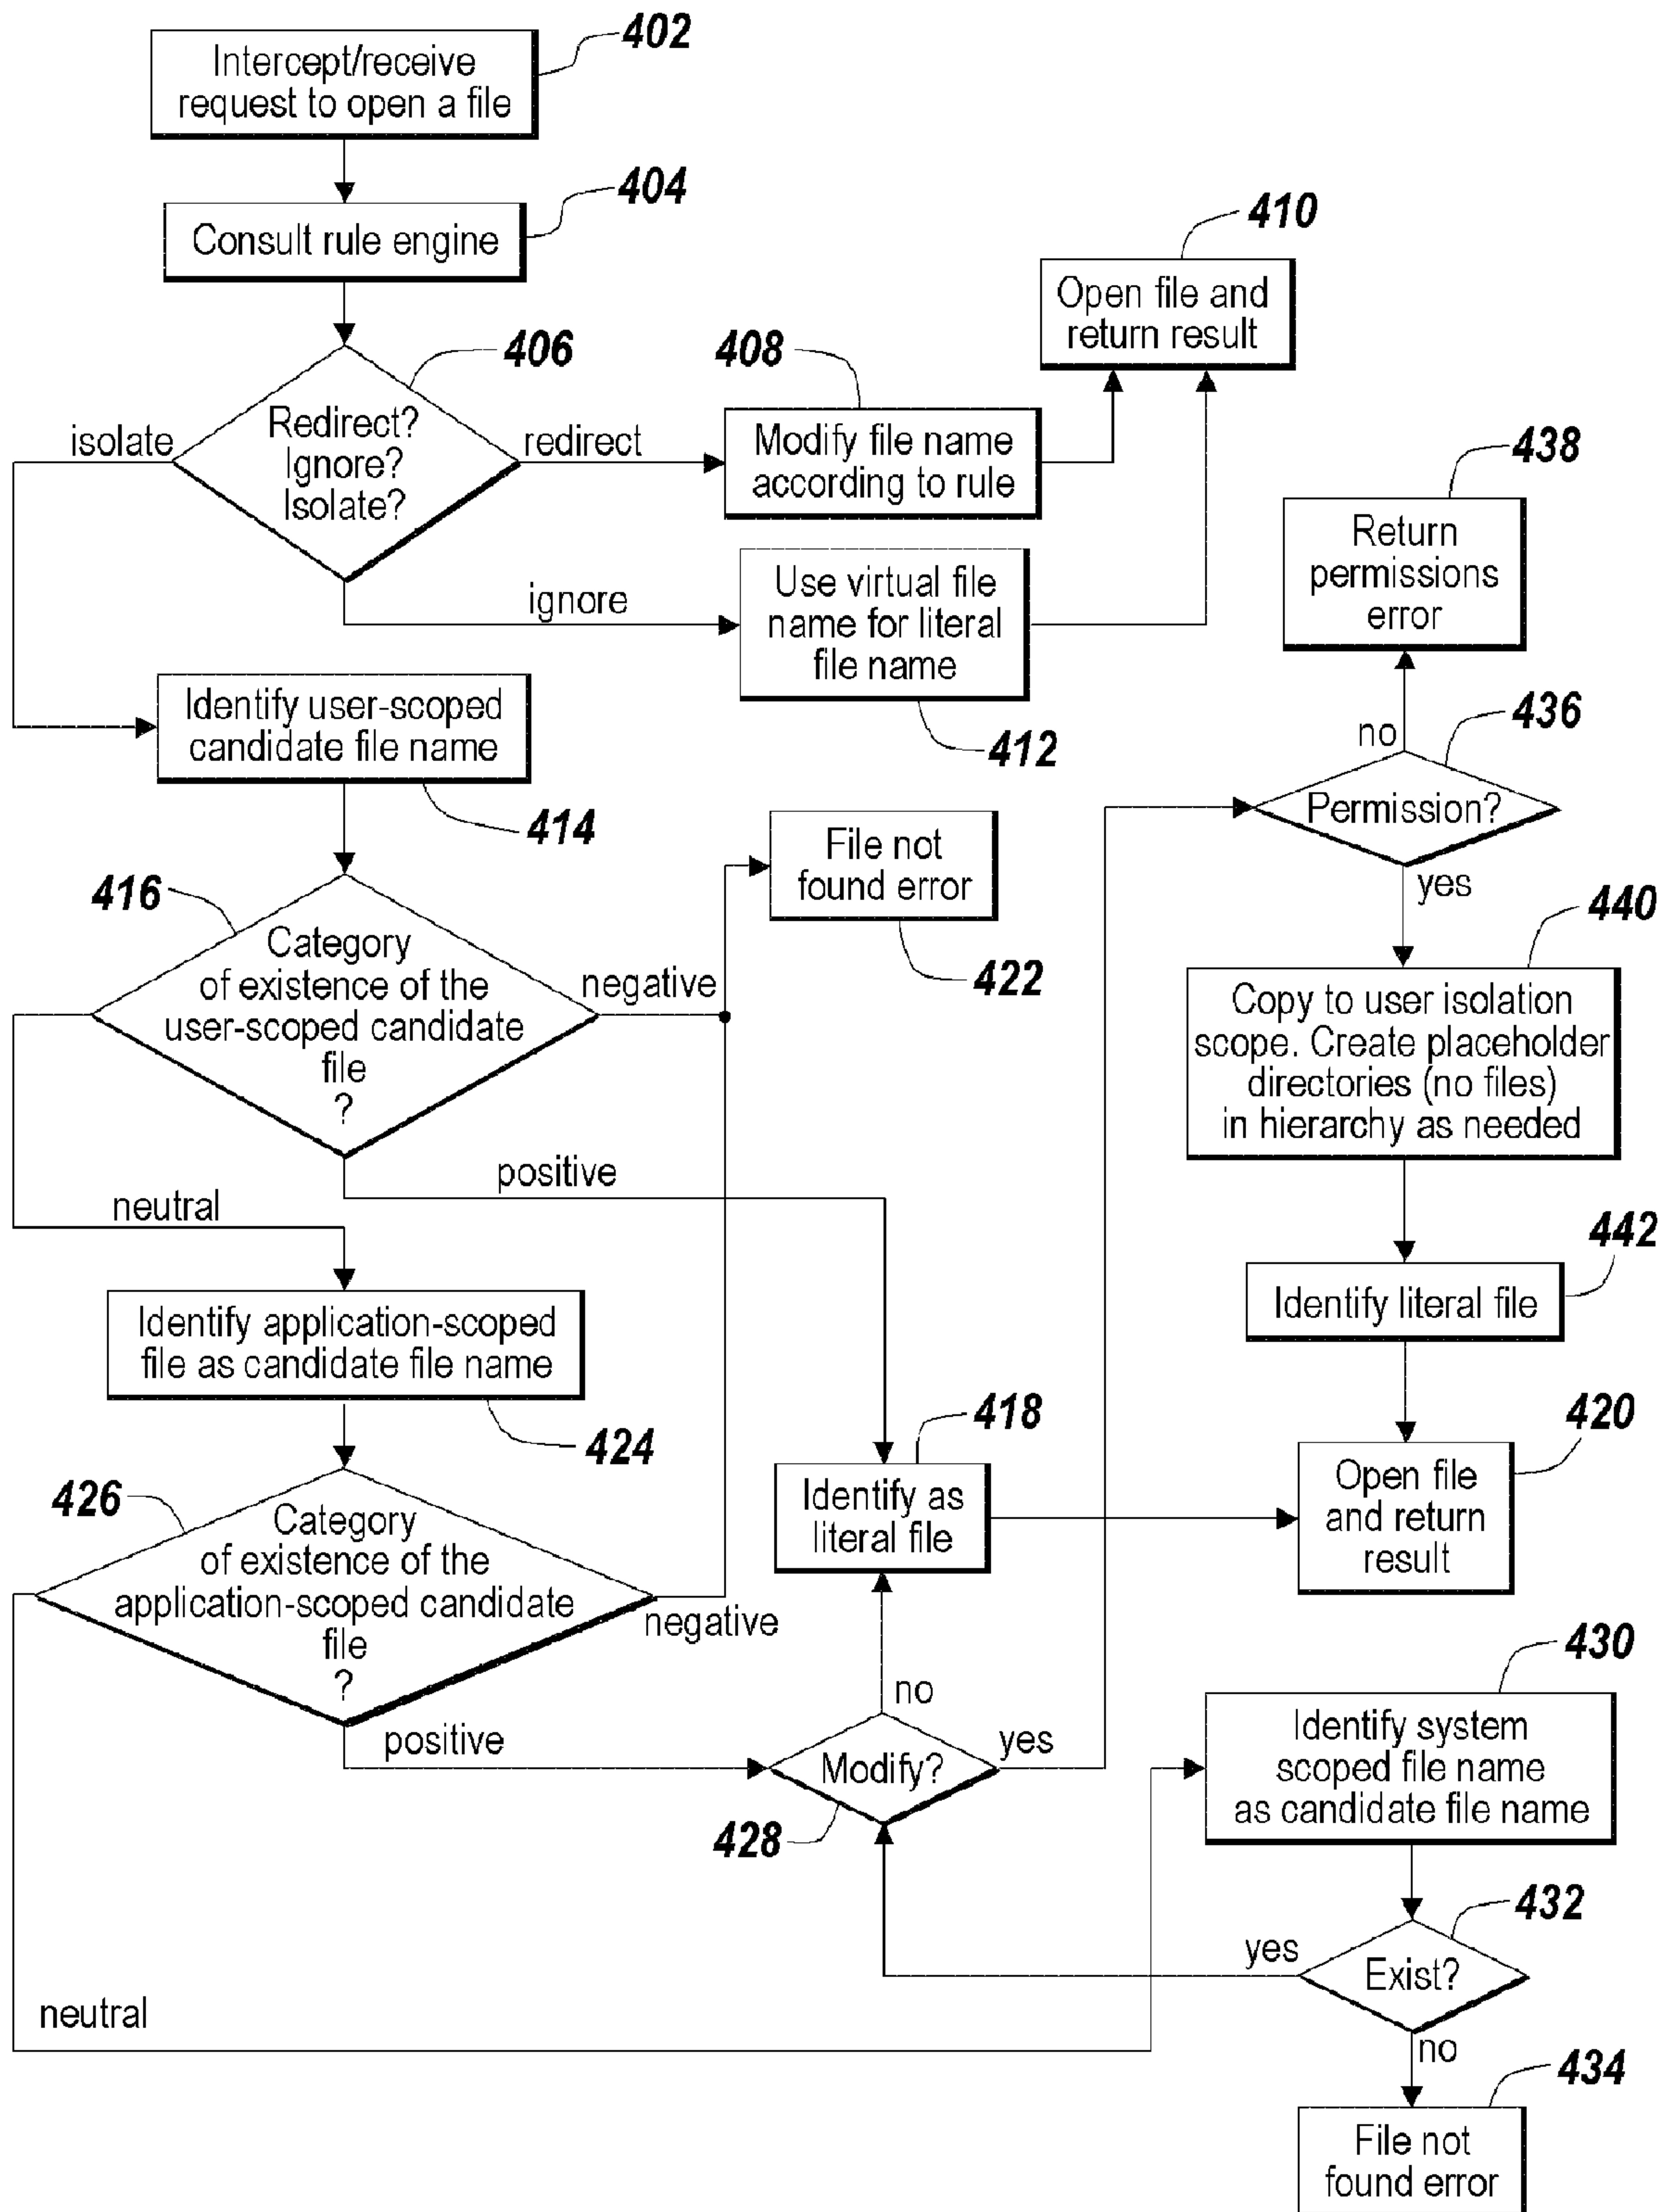 402
Intercept/receive
request to open a file
404
Consult rule engine
410
Open file and
return result
406
Redirect?
Ignore?
Isolate?
isolate
redirect
ignore
408
Modify file name
according to rule
438
Return
permissions
error
Use virtual file
name for literal
file name
412
Identify user-scoped
candidate file name
414
436
no
Permission?
yes
File not
found error
422
416
Category
of existence of the
user-scoped candidate
file
?
negative
positive
neutral
440
Copy to user isolation
scope. Create placeholder
directories (no files)
in hierarchy as needed
442
Identify literal file
Identify application-scoped
file as candidate file name
424
418
Identify as
literal file
420
Open file
and return
result
426
Category
of existence of the
application-scoped candidate
file
?
negative
positive
neutral
no
Modify?
yes
428
430
Identify system
scoped file name
as candidate file name
432
yes
Exist?
no
434
File not
found error